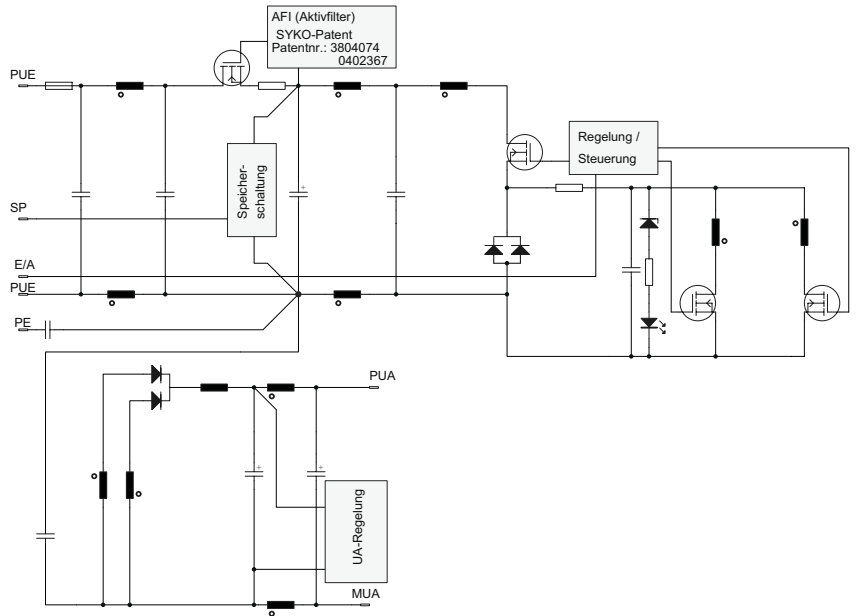 AFI (Aktivfilter)
SYKO-Patent
Patentnr.: 3804074
0402367
PUE
Regelung /
Steuerung
Speicher-
schaltung
+
SP
E/A
PUE
PE
PUA
+
+
UA-Regelung
MUA